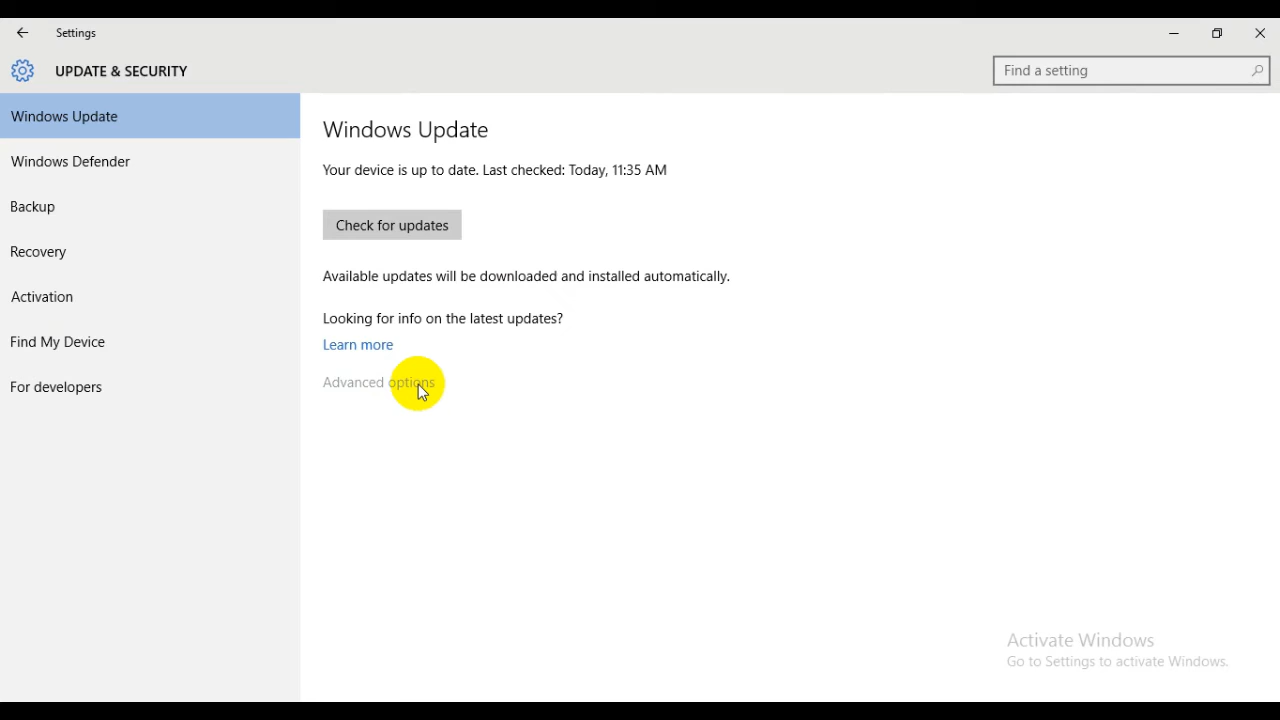 Settings
UPDATE & SECURITY
Find a setting
Windows Update
Windows Defender
Backup
Recovery
Activation
Find My Device
For developers
Windows Update
Your device is up to date. Last checked: Today, 11:35 AM
Check for updates
Available updates will be downloaded and installed automatically.
Looking for info on the latest updates?
Learn more
Advanced options
Activate Windows
Go to Settings to activate Windows.